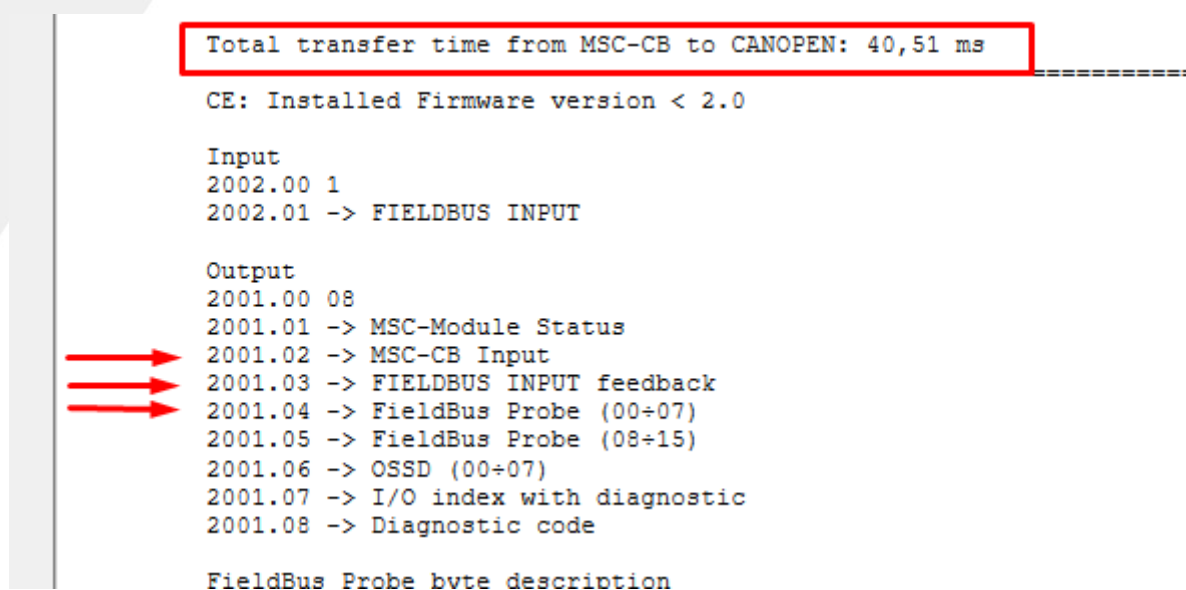 Total transfer time from MSC-CB to CANOPEN: 40,51 ms
===========
CE: Installed Firmware version < 2.0
Input
2002.00 1
2002.01 -> FIELDBUS INPUT
Output
2001.00 08
2001.01 -> MSC-Module Status
2001.02 -> MSC-CB Input
2001.03 -> FIELDBUS INPUT feedback
2001.04 -> FieldBus Probe (00÷07)
2001.05 -> FieldBus Probe (08÷15)
2001.06 -> OSSD (00÷07)
2001.07 -> I/O index with diagnostic
2001.08 -> Diagnostic code
FieldBus Probe byte description